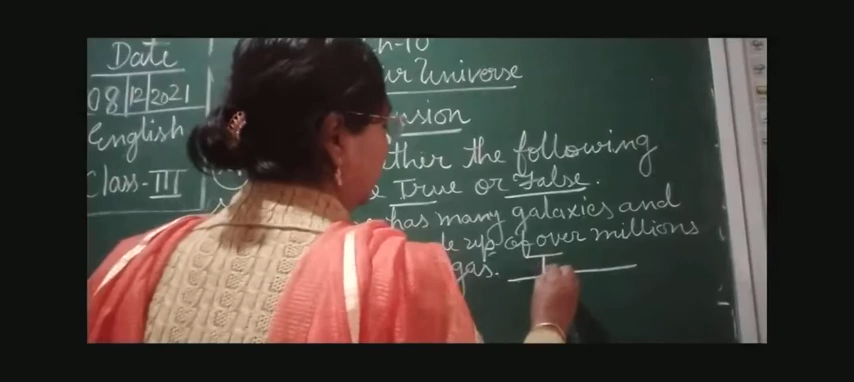 Date
08 12 2021
English
Class-III
h-10
ur Universe
nsion
ther the following
e True or False.
has many galaxies and
de up of over millions
gas. T